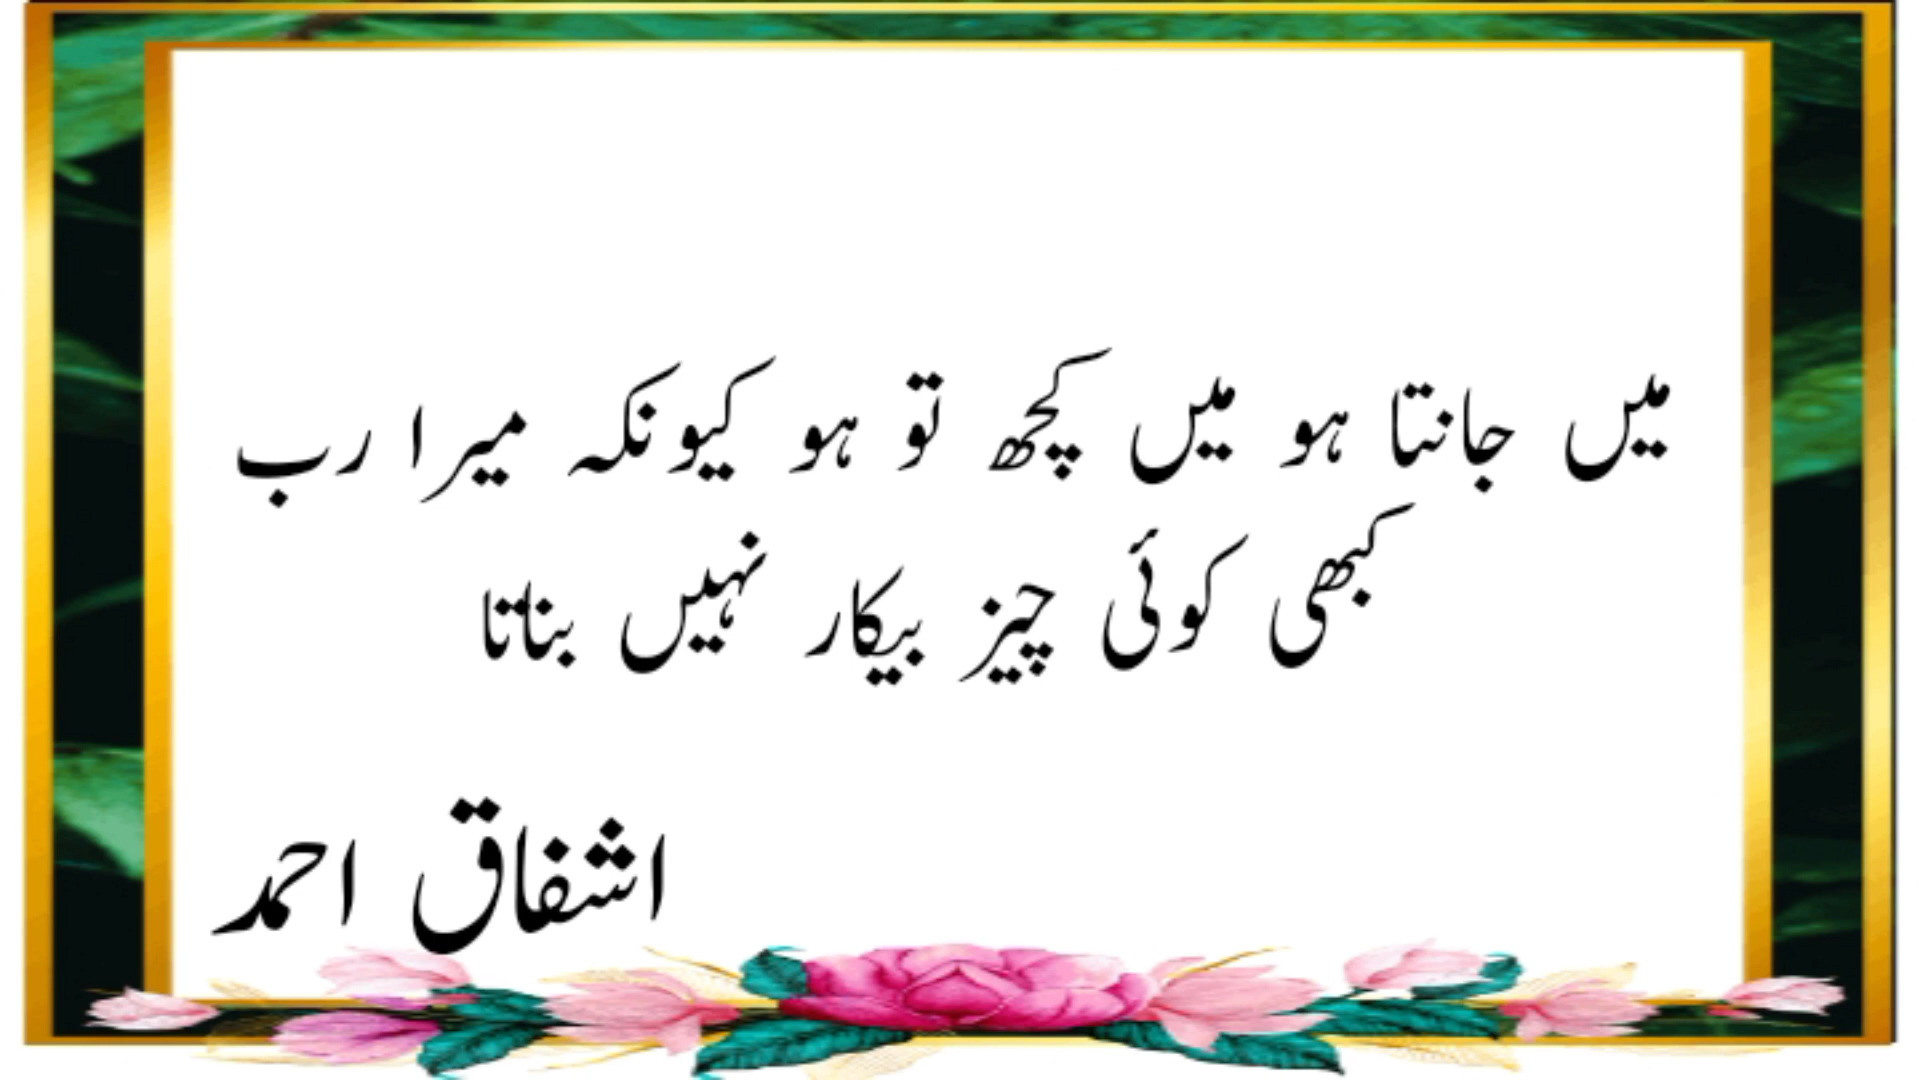 میں جانتا ہو میں کچھ تو ہو کیونکہ میرا رب
کبھی کوئی چیز بیکار نہیں بناتا
اشفاق احمد